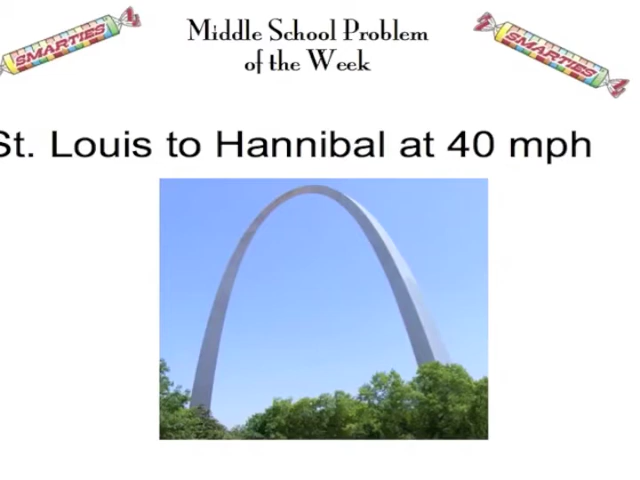 SMARTIES
Middle School Problem
of the Week
SMARTIES
St. Louis to Hannibal at 40 mph